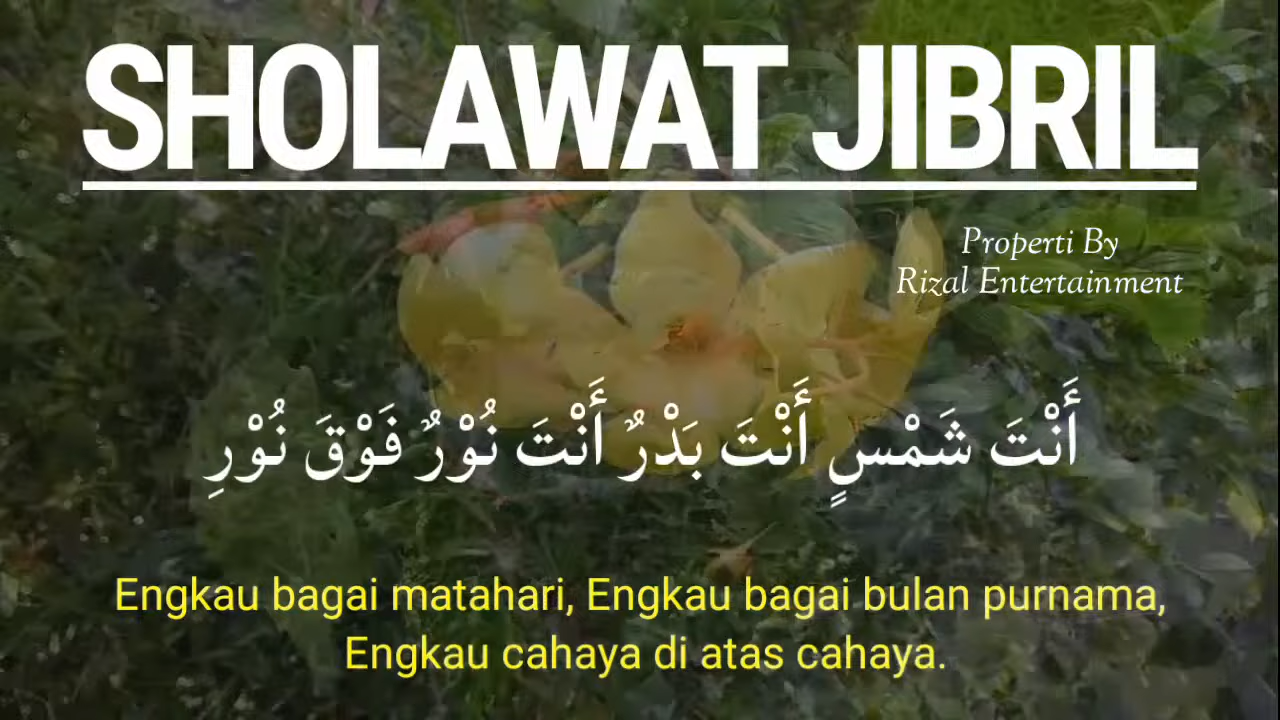 SHOLAWAT JIBRIL
Properti By
Rizal Entertainment
أَنْتَ شَمْسٍ أَنْتَ بَدْرٌ أَنْتَ نُوْرٌ فَوْقَ نُوْرِ
Engkau bagai matahari, Engkau bagai bulan purnama,
Engkau cahaya di atas cahaya.